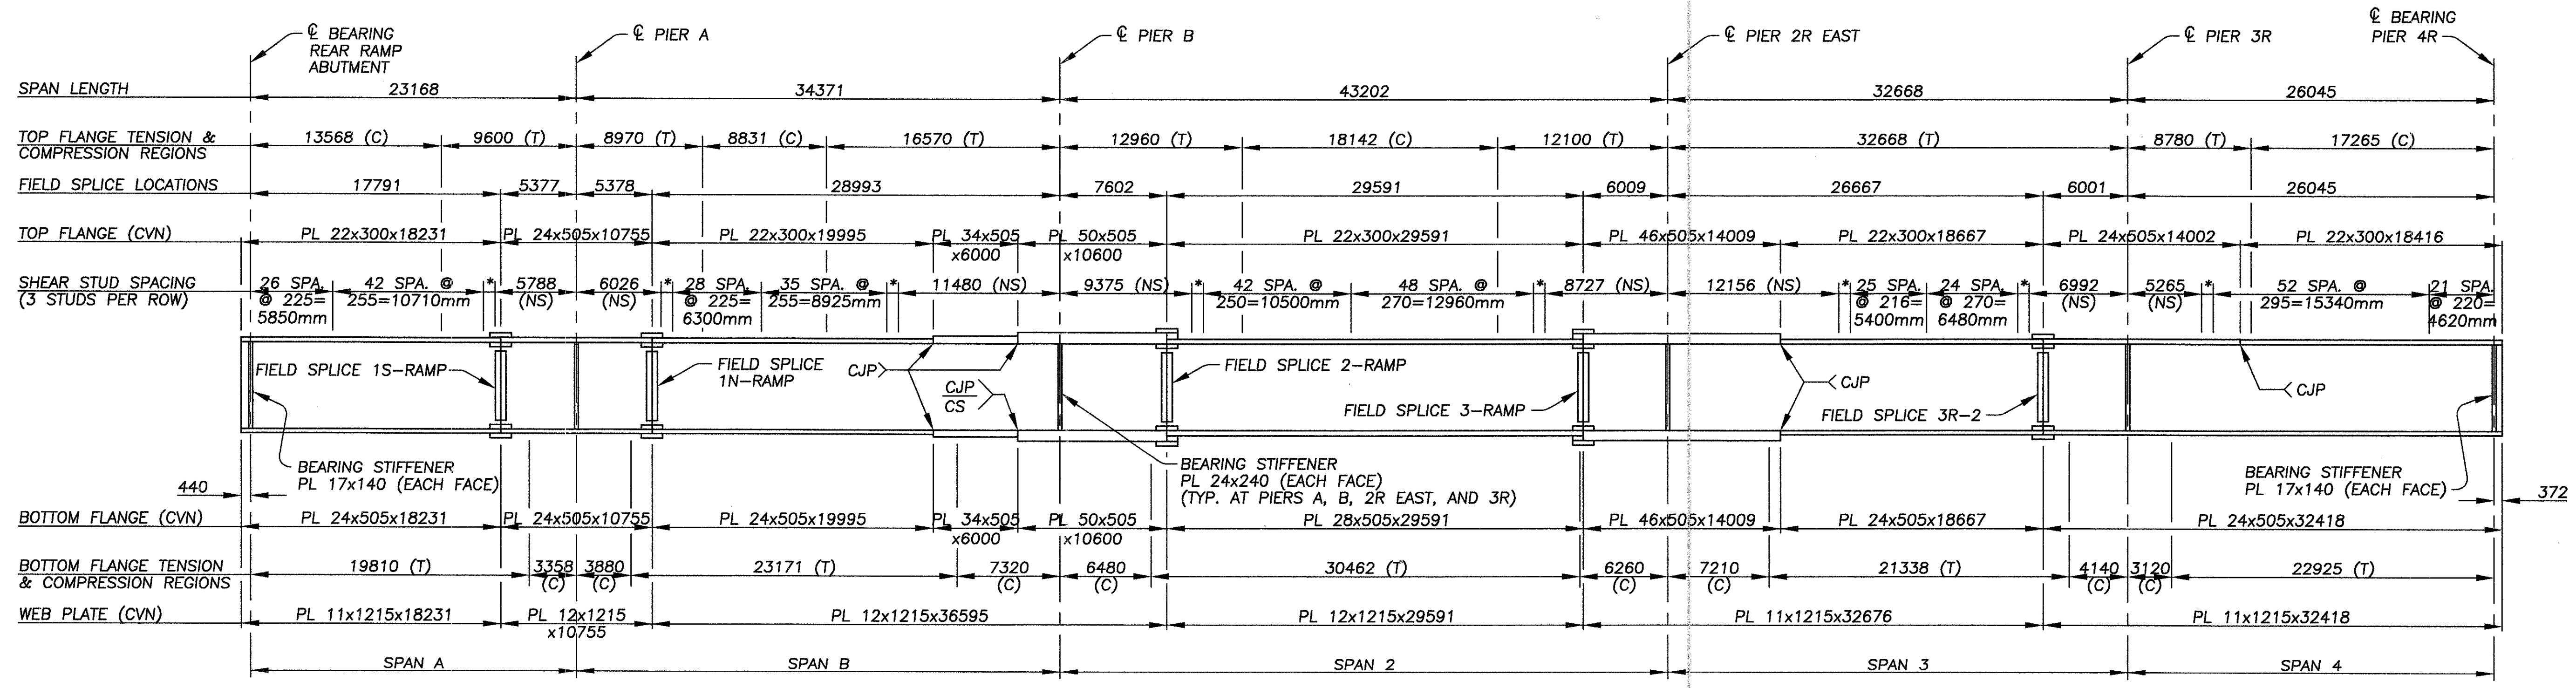 ℄ BEARING
REAR RAMP
ABUTMENT
℄ PIER A
℄ PIER B
℄ PIER 2R EAST
℄ PIER 3R
℄ BEARING
PIER 4R
SPAN LENGTH 23168 34371 43202 32668 26045
TOP FLANGE TENSION & 13568 (C) 9600 (T) 8970 (T) 8831 (C) 16570 (T) 12960 (T) 18142 (C) 12100 (T) 32668 (T) 8780 (T) 17265 (C)
COMPRESSION REGIONS
FIELD SPLICE LOCATIONS 17791 5377 5378 28993 7602 29591 6009 26667 6001 26045
TOP FLANGE (CVN) PL 22x300x18231 PL 24x505x10755 PL 22x300x19995 PL 34x505 PL 50x505 PL 22x300x29591 PL 46x505x14009 PL 22x300x18667 PL 24x505x14002 PL 22x300x18416
x6000 x10600
SHEAR STUD SPACING 26 SPA. 42 SPA. @ * 5788 6026 * 28 SPA. 35 SPA. @ * 11480 (NS) 9375 (NS) * 42 SPA. @ 48 SPA. @ * 8727 (NS) 12156 (NS) * 25 SPA. 24 SPA. * 6992 5265 * 52 SPA. @ 21 SPA.
(3 STUDS PER ROW) @ 225= 255=10710mm (NS) (NS) @ 225= 255=8925mm 250=10500mm 270=12960mm @ 216= @ 270= (NS) (NS) 295=15340mm @ 220=
5850mm 6300mm 5400mm 6480mm 4620mm
FIELD SPLICE 1S-RAMP
FIELD SPLICE
1N-RAMP
CJP
CJP
CS
FIELD SPLICE 2-RAMP
FIELD SPLICE 3-RAMP
CJP
FIELD SPLICE 3R-2
CJP
BEARING STIFFENER
PL 17x140 (EACH FACE)
440
BEARING STIFFENER
PL 24x240 (EACH FACE)
(TYP. AT PIERS A, B, 2R EAST, AND 3R)
BEARING STIFFENER
PL 17x140 (EACH FACE)
372
BOTTOM FLANGE (CVN) PL 24x505x18231 PL 24x505x10755 PL 24x505x19995 PL 34x505 PL 50x505 PL 28x505x29591 PL 46x505x14009 PL 24x505x18667 PL 24x505x32418
x6000 x10600
BOTTOM FLANGE TENSION 19810 (T) 3358 3880 23171 (T) 7320 6480 30462 (T) 6260 7210 21338 (T) 4140 3120 22925 (T)
& COMPRESSION REGIONS (C) (C) (C) (C) (C) (C) (C) (C)
WEB PLATE (CVN) PL 11x1215x18231 PL 12x1215 PL 12x1215x36595 PL 12x1215x29591 PL 11x1215x32676 PL 11x1215x32418
x10755
SPAN A SPAN B SPAN 2 SPAN 3 SPAN 4